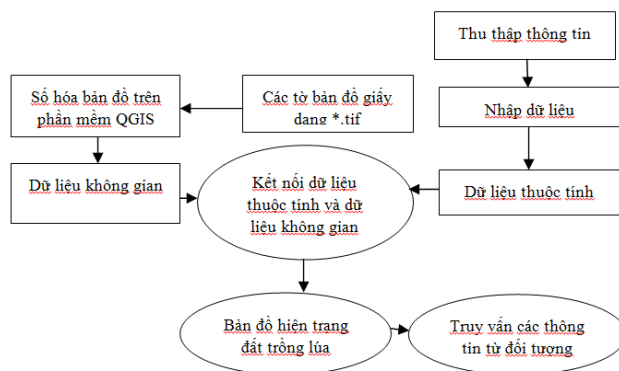 Thu thập thông tin
Số hóa bản đồ trên
phần mềm QGIS
Các tờ bản đồ giấy
dạng *.tif
Nhập dữ liệu
Dữ liệu không gian
Kết nối dữ liệu
thuộc tính và dữ
liệu không gian
Dữ liệu thuộc tính
Bản đồ hiện trạng
đất trồng lúa
Truy vấn các thông
tin từ đối tượng